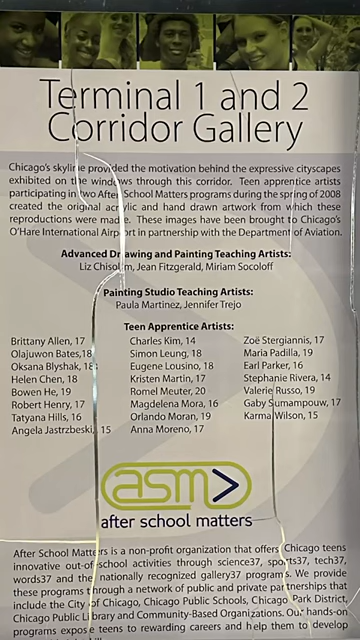 Terminal 1 and 2
Corridor Gallery
Chicago's skyline provided the motivation behind the expressive cityscapes
exhibited on the windows through this corridor. Teen apprentice artists
participating in two After School Matters programs during the spring of 2008
created the original acrylic and hand drawn artwork from which these
reproductions were made. These images have been brought to Chicago's
O'Hare International Airport in partnership with the Department of Aviation.
Advanced Drawing and Painting Teaching Artists:
Liz Chisolm, Jean Fitzgerald, Miriam Socoloff
Painting Studio Teaching Artists:
Paula Martinez, Jennifer Trejo
Teen Apprentice Artists:
Brittany Allen, 17
Olajuwon Bates,18
Oksana Blyshak, 18
Helen Chen, 18
Bowen He, 19
Robert Henry, 17
Tatyana Hills, 16
Angela Jastrzbeski, 15
Charles Kim, 14
Simon Leung, 18
Eugene Lousino, 18
Kristen Martin, 17
Romel Meuter, 20
Magdelena Mora, 16
Orlando Moran, 19
Anna Moreno, 17
Zoë Stergiannis, 17
Maria Padilla, 19
Earl Parker, 16
Stephanie Rivera, 14
Valerie Russo, 19
Gaby Sumampouw, 17
Karma Wilson, 15
asm
after school matters
After School Matters is a non-profit organization that offers Chicago teens
innovative out-of-school activities through science37, sports37, tech37,
words37 and the nationally recognized gallery37 programs. We provide
these programs through a network of public and private partnerships that
include the City of Chicago, Chicago Public Schools, Chicago Park District,
Chicago Public Library and Community-Based Organizations. Our hands-on
programs expose teens to rewarding careers and help them to develop